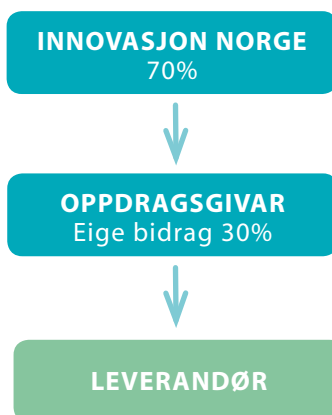 INNOVASJON NORGE
70%
OPPDRAGSGIVAR
Eige bidrag 30%
LEVERANDØR